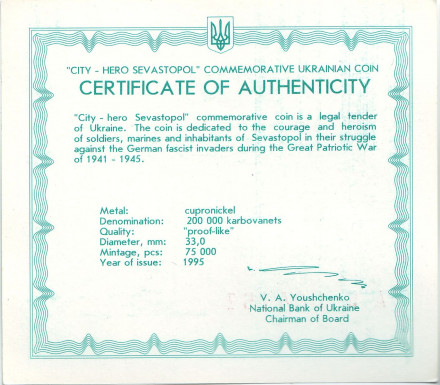 "CITY - HERO SEVASTOPOL" COMMEMORATIVE UKRAINIAN COIN
CERTIFICATE OF AUTHENTICITY
"City - hero Sevastopol" commemorative coin is a legal tender
of Ukraine. The coin is dedicated to the courage and heroism
of soldiers, marines and inhabitants of Sevastopol in their struggle
against the German fascist invaders during the Great Patriotic War
of 1941 - 1945.
Metal: cupronickel
Denomination: 200 000 karbovanets
Quality: "proof-like"
Diameter, mm: 33,0
Mintage, pcs: 75 000
Year of issue: 1995
V. A. Youshchenko
National Bank of Ukraine
Chairman of Board